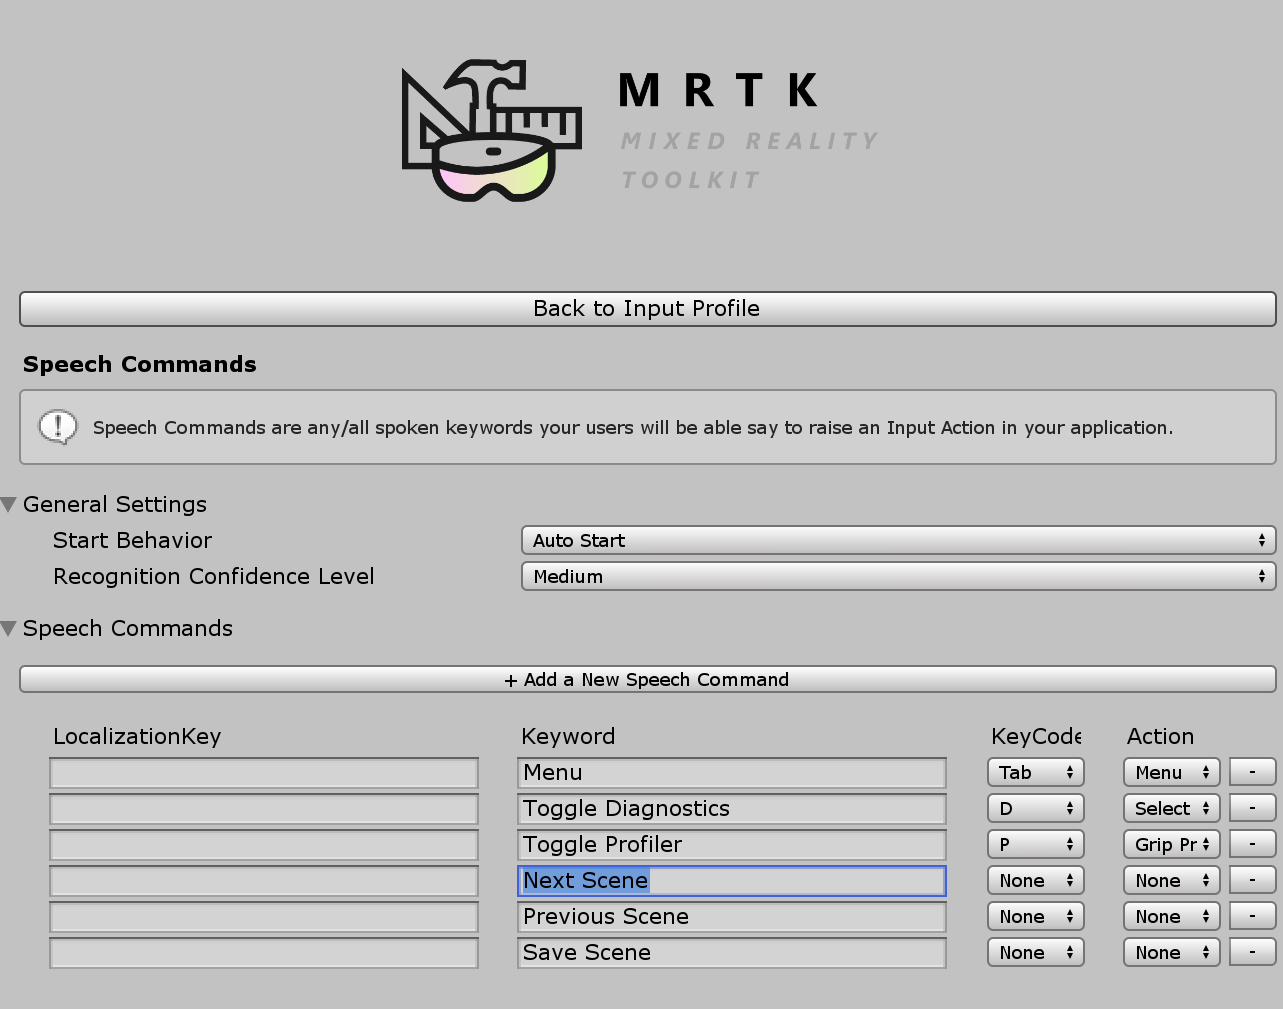 MRTK
MIXED REALITY
TOOLKIT
Back to Input Profile
Speech Commands
Speech Commands are any/all spoken keywords your users will be able say to raise an Input Action in your application.
General Settings
Start Behavior Auto Start
Recognition Confidence Level Medium
Speech Commands
+ Add a New Speech Command
LocalizationKey Keyword KeyCode Action
Menu Tab Menu -
Toggle Diagnostics D Select -
Toggle Profiler P Grip Pr -
Next Scene None None -
Previous Scene None None -
Save Scene None None -